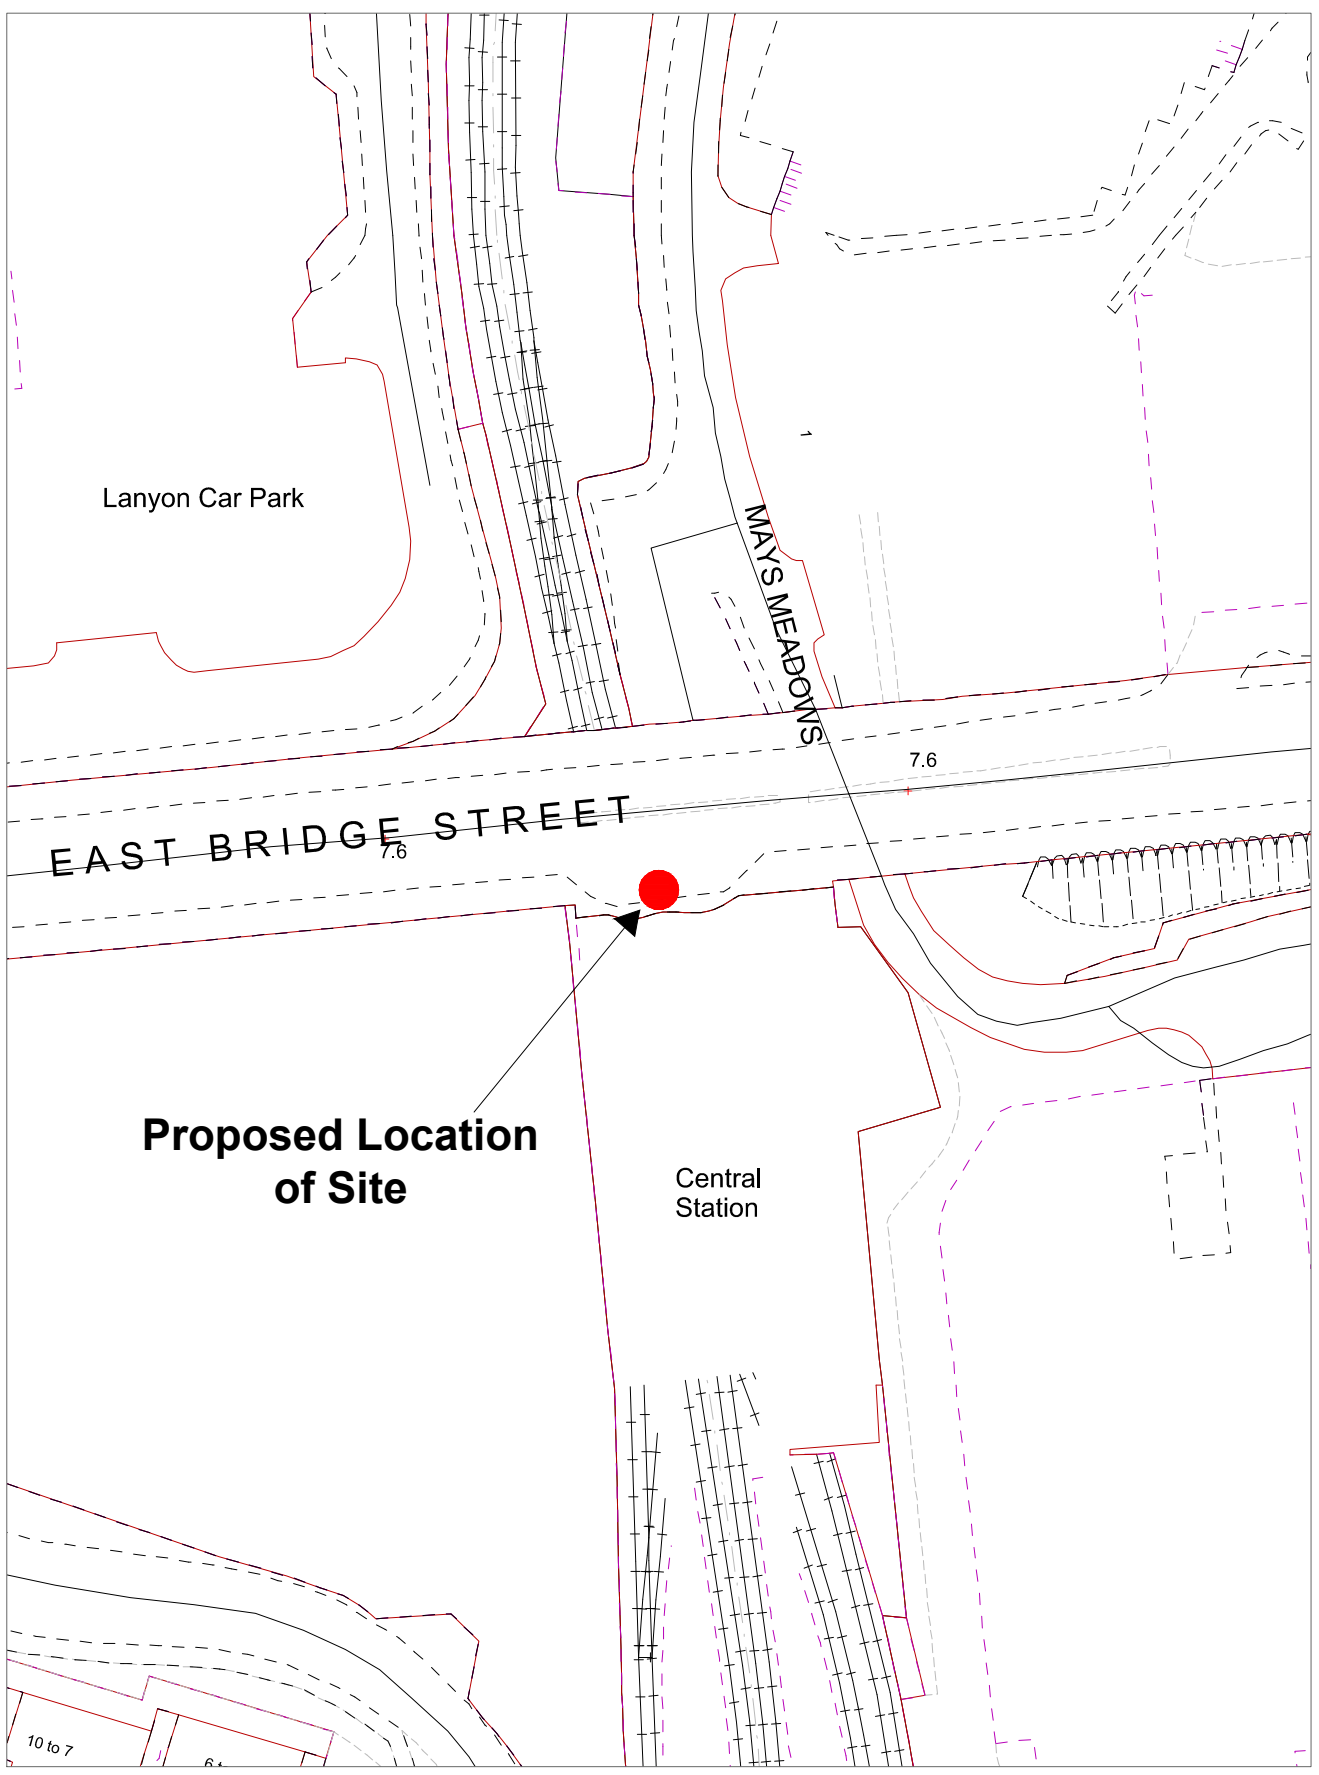 1
Lanyon Car Park
MAYS MEADOWS
7.6
EAST BRIDGE STREET
7.6
Proposed Location
of Site
Central
Station
10 to 7